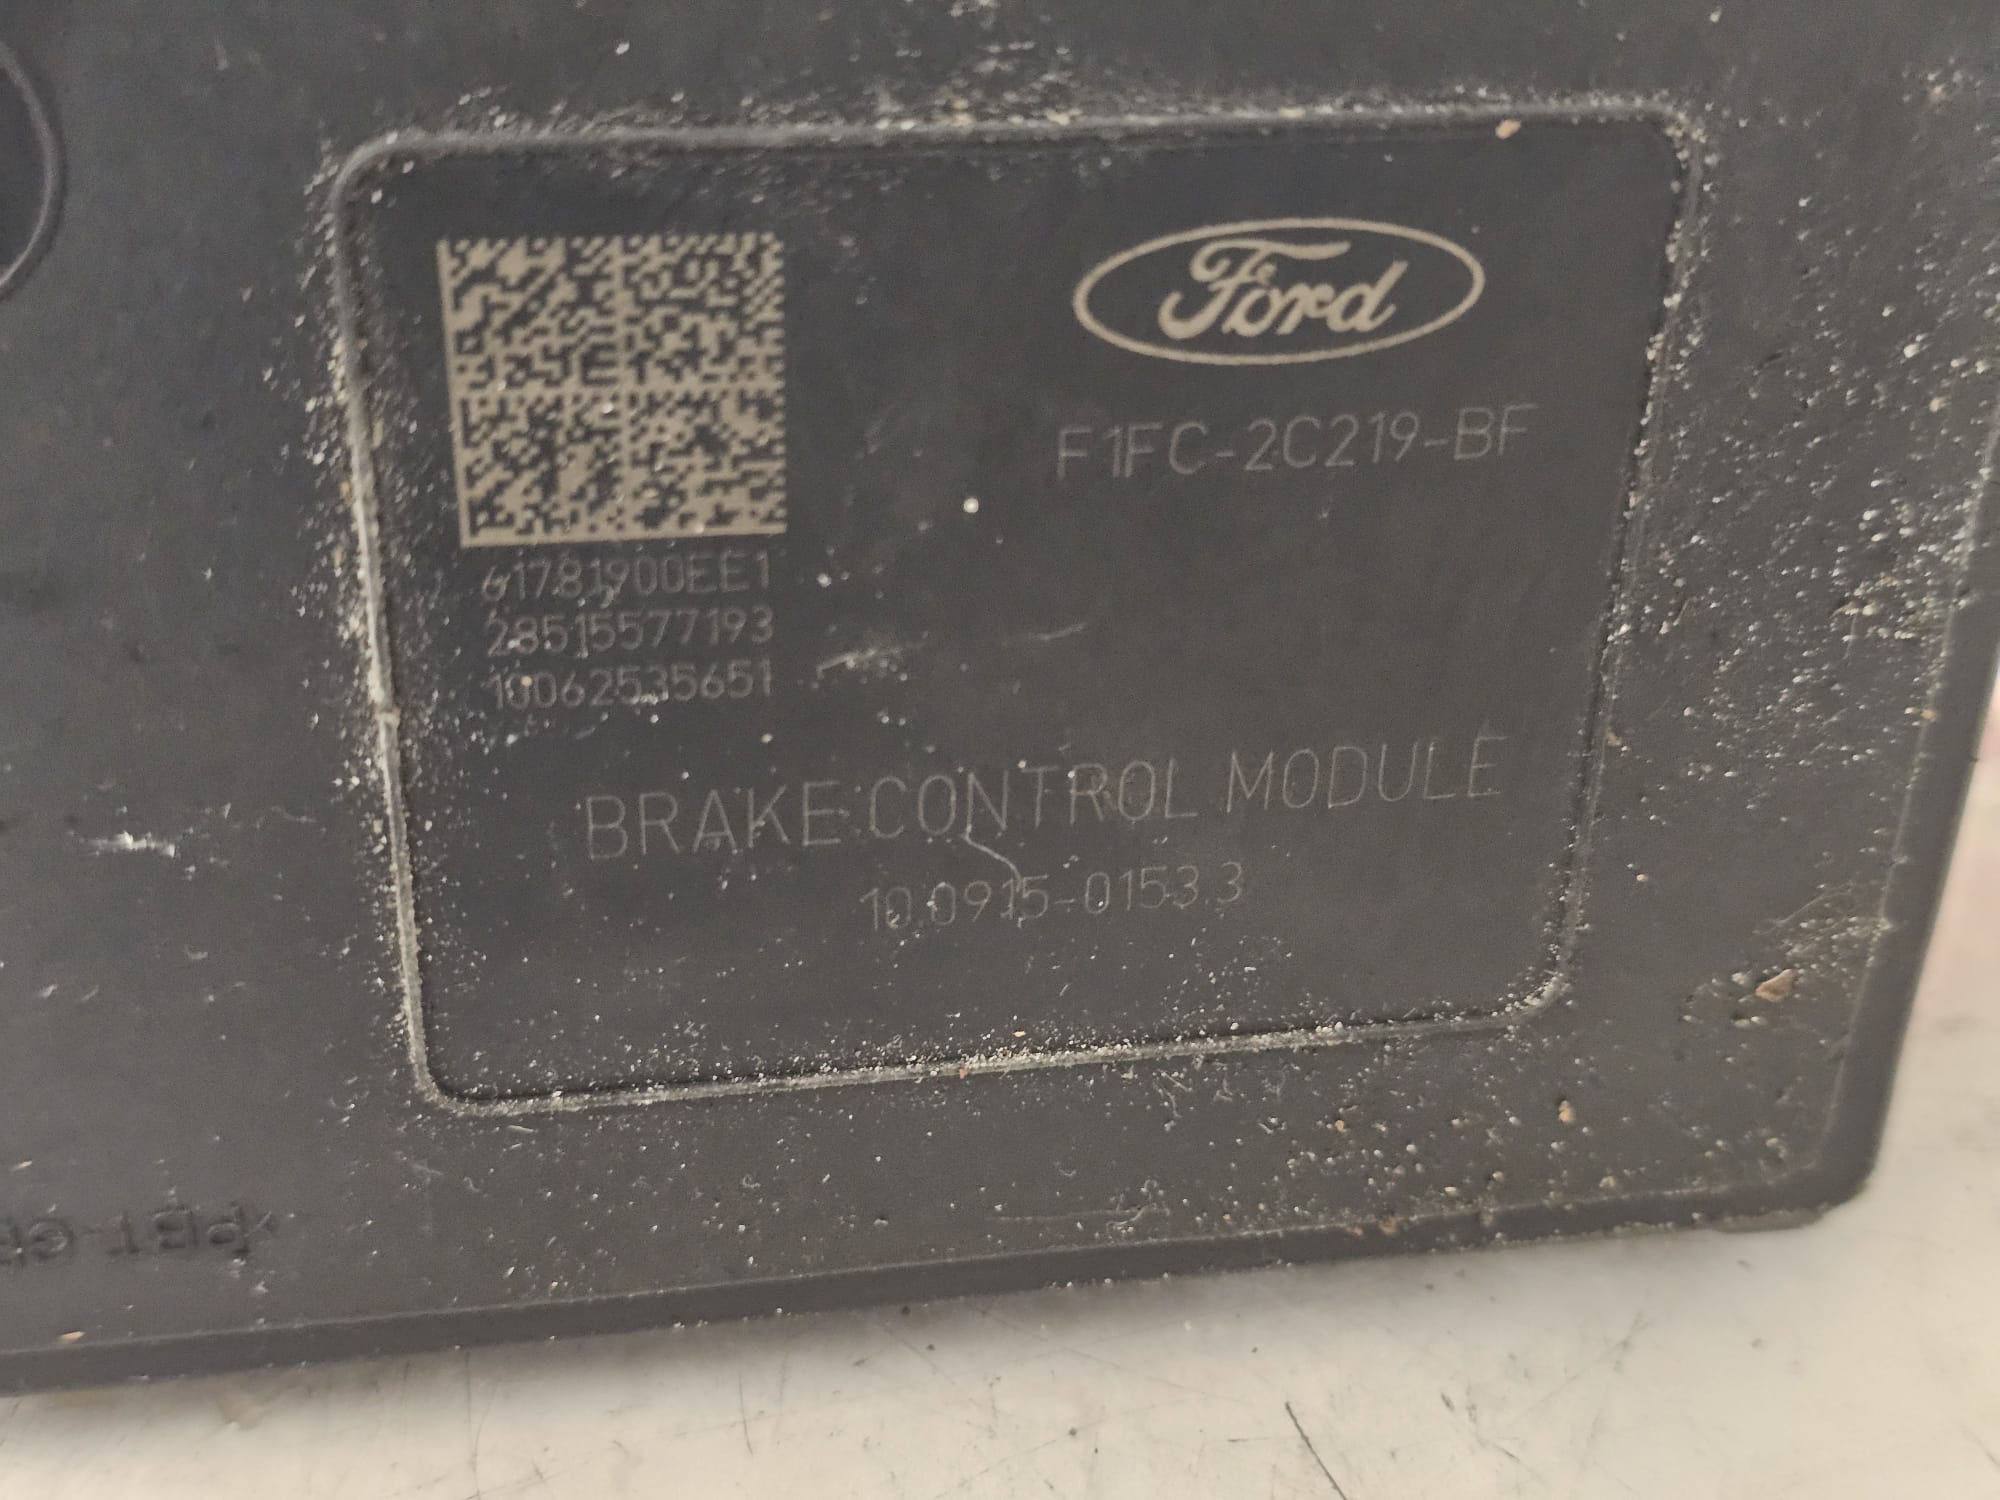 Ford
F1FC-2C219-BF
61781900EE1
28515577193
10062535651
BRAKE CONTROL MODULE
10.0915-0153.3